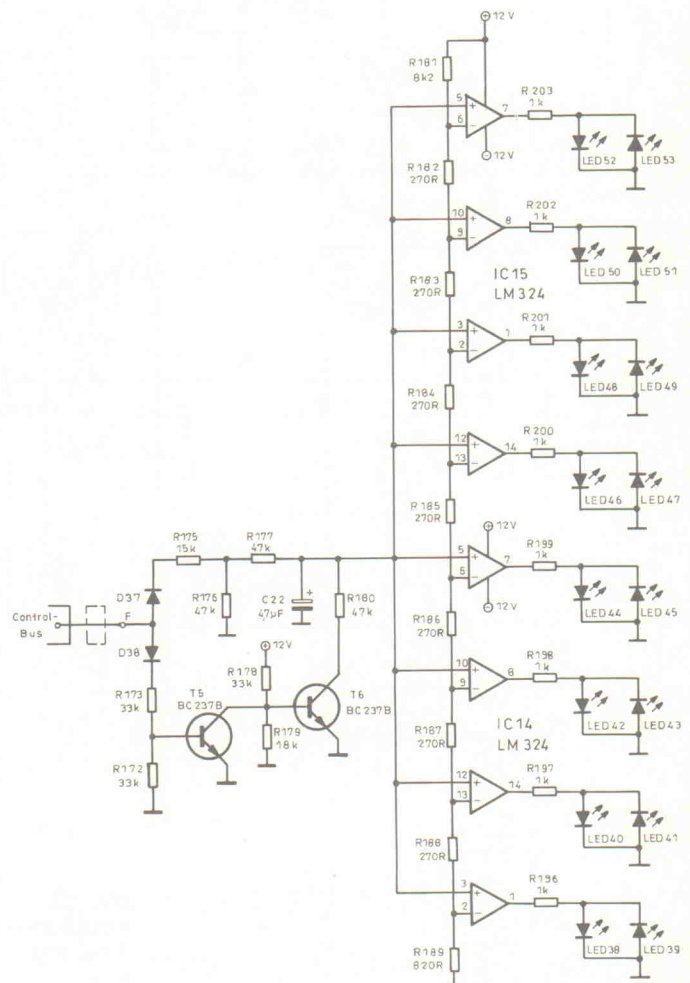 ⊕ 12 V
R181
8k2
5
+
7
6
−
R203
1k
LED52
LED53
⊖ 12 V
R182
270R
10
+
8
9
−
R202
1k
LED50
LED51
R183
270R
IC15
LM324
3
+
1
2
−
R201
1k
LED48
LED49
R184
270R
12
+
14
13
−
R200
1k
LED46
LED47
R185
270R
⊕ 12V
5
+
7
6
−
R199
1k
LED44
LED45
⊖ 12V
R175
15k
R177
47k
R176
47k
C22
47µF
+
R180
47k
D37
Control-
Bus
F
D38
R186
270R
10
+
8
9
−
R198
1k
LED42
LED43
⊕ 12V
R178
33k
R173
33k
T5
BC237B
T6
BC237B
R179
18k
R172
33k
R187
270R
IC14
LM324
12
+
14
13
−
R197
1k
LED40
LED41
R188
270R
3
+
1
2
−
R196
1k
LED38
LED39
R189
820R